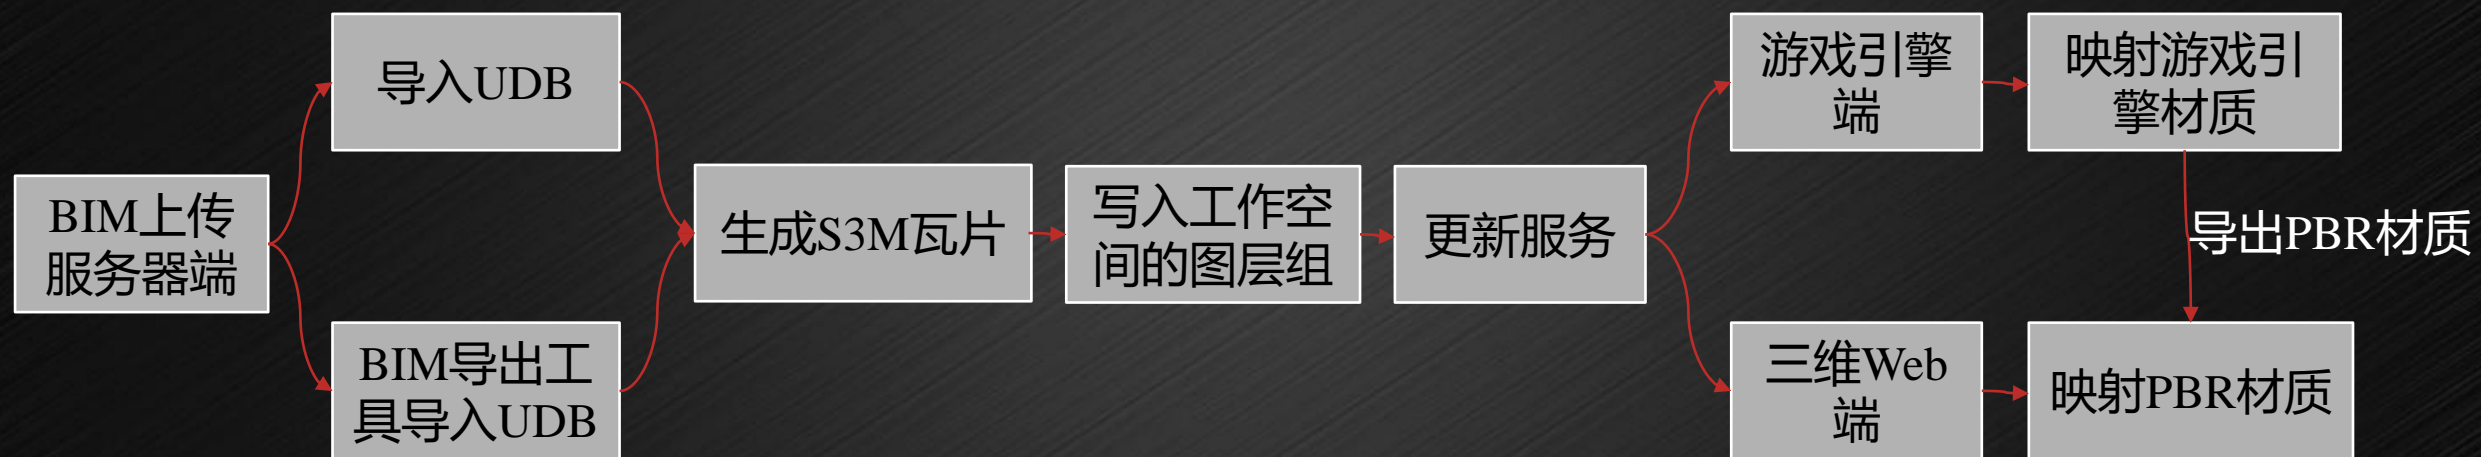 BIM上传
服务器端
导入UDB
BIM导出工
具导入UDB
生成S3M瓦片
写入工作空
间的图层组
更新服务
游戏引擎
端
映射游戏引
擎材质
导出PBR材质
三维Web
端
映射PBR材质